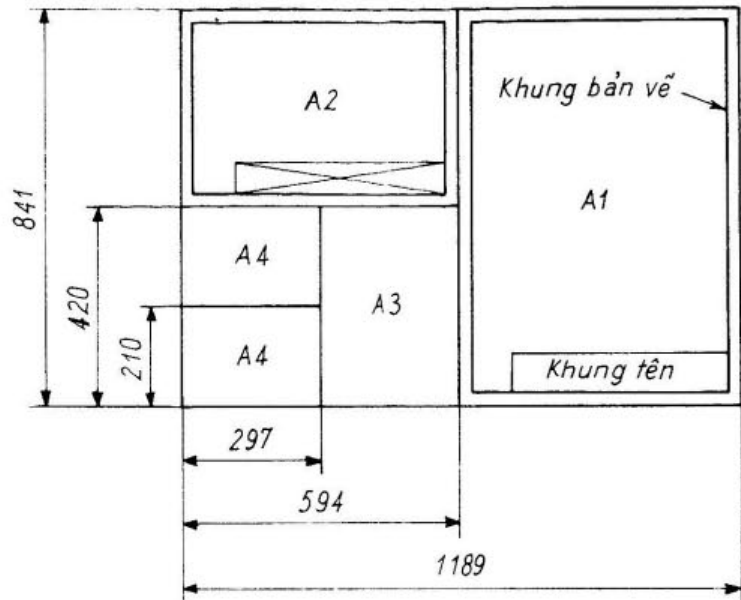 A2
Khung bản vẽ
A1
841
420
A4
A3
210
A4
Khung tên
297
594
1189